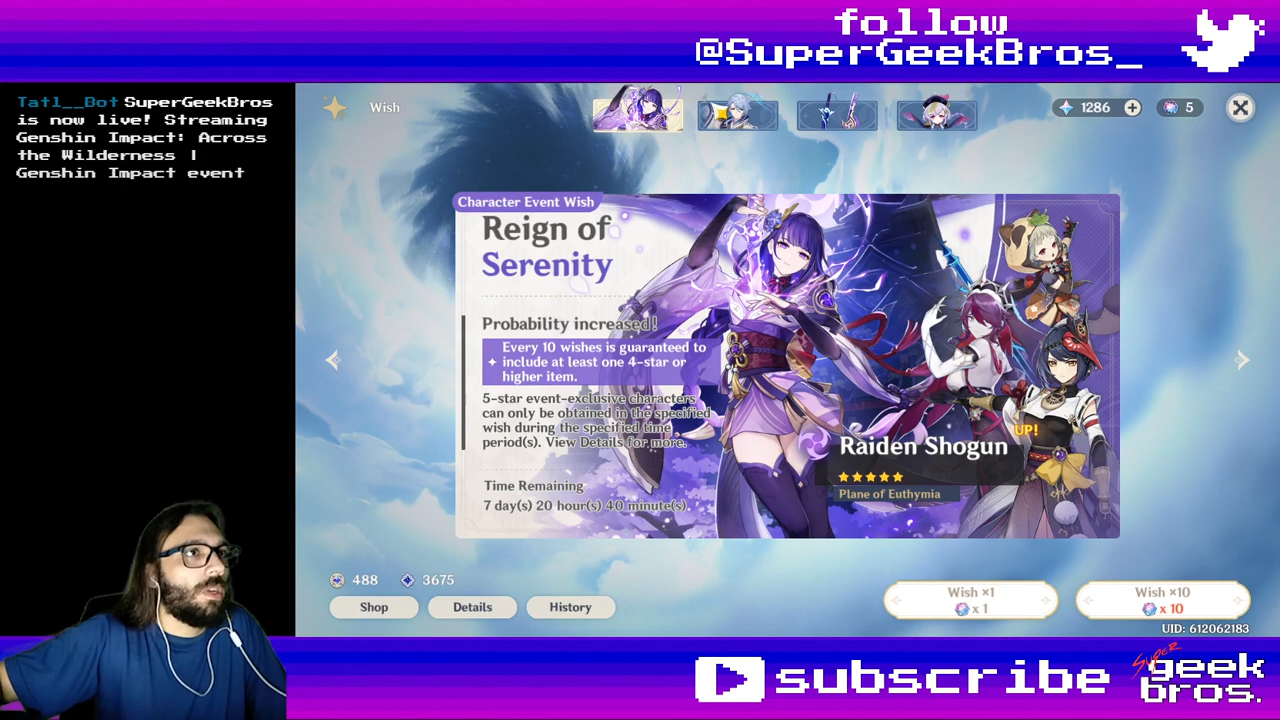 follow
@SuperGeekBros_
Tatl__Bot SuperGeekBros
is now live! Streaming
Genshin Impact: Across
the Wilderness |
Genshin Impact event
Wish
1286
5
Character Event Wish
Reign of
Serenity
Probability increased!
Every 10 wishes is guaranteed to
include at least one 4-star or
higher item.
5-star event-exclusive characters
can only be obtained in the specified
wish during the specified time
period(s). View Details for more.
Time Remaining
7 day(s) 20 hour(s) 40 minute(s).
UP!
Raiden Shogun
Plane of Euthymia
488 3675
Shop Details History
Wish ×1
x 1
Wish ×10
x 10
UID: 612062183
subscribe
super
geek
bros.